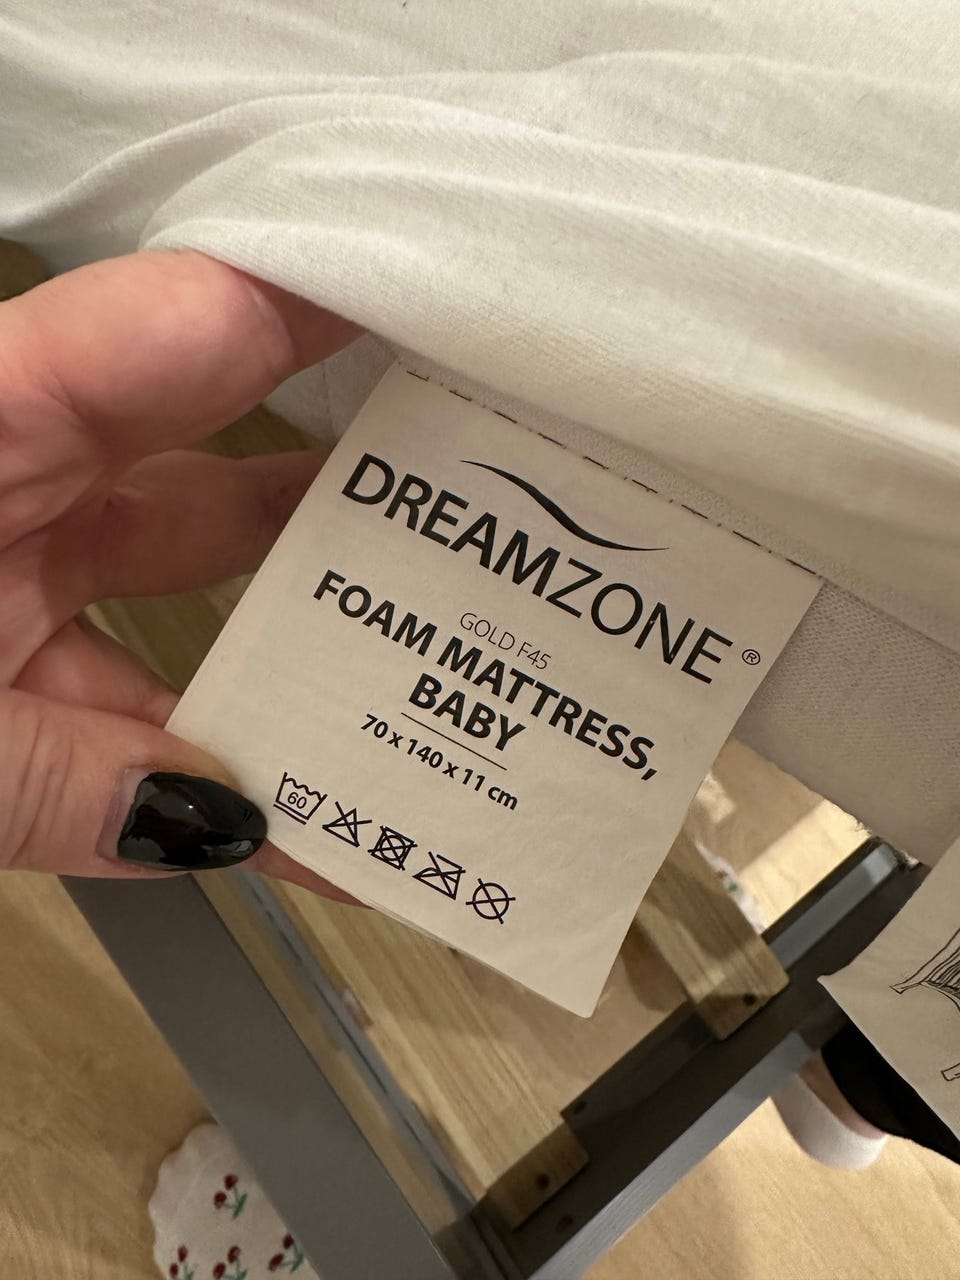 DREAMZONE®
GOLD F45
FOAM MATTRESS,
BABY
70 x 140 x 11 cm
60